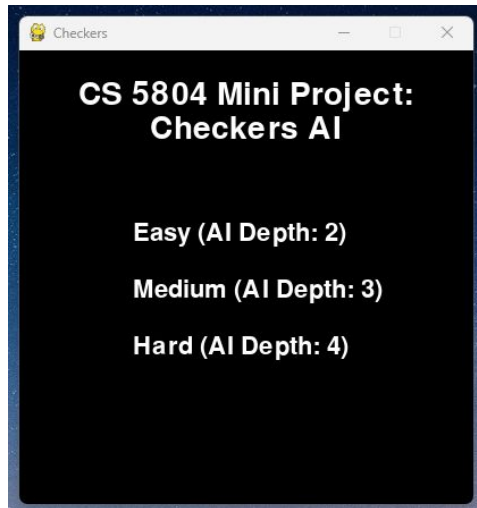 Checkers
CS 5804 Mini Project:
Checkers AI
Easy (AI Depth: 2)
Medium (AI Depth: 3)
Hard (AI Depth: 4)